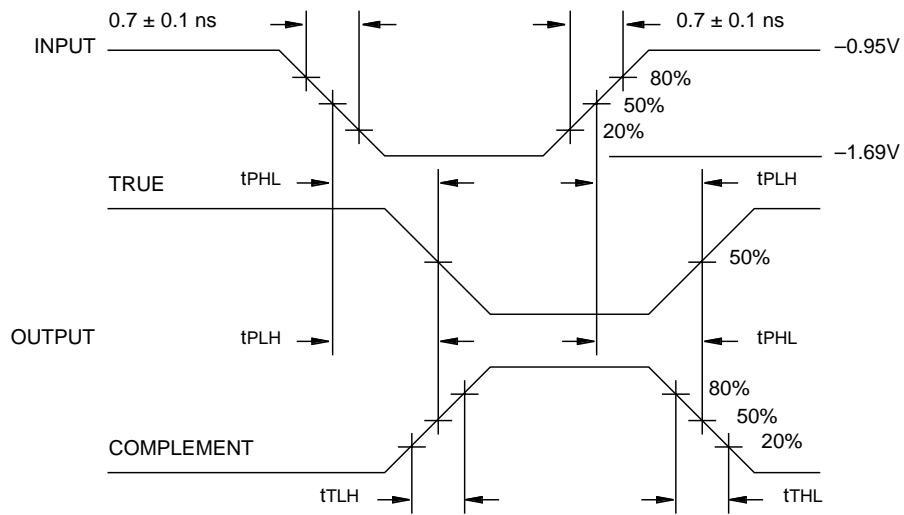 0.7 ± 0.1 ns
0.7 ± 0.1 ns
INPUT
–0.95V
80%
50%
20%
–1.69V
tPHL
tPLH
TRUE
50%
OUTPUT
tPLH
tPHL
80%
50%
20%
COMPLEMENT
tTLH
tTHL